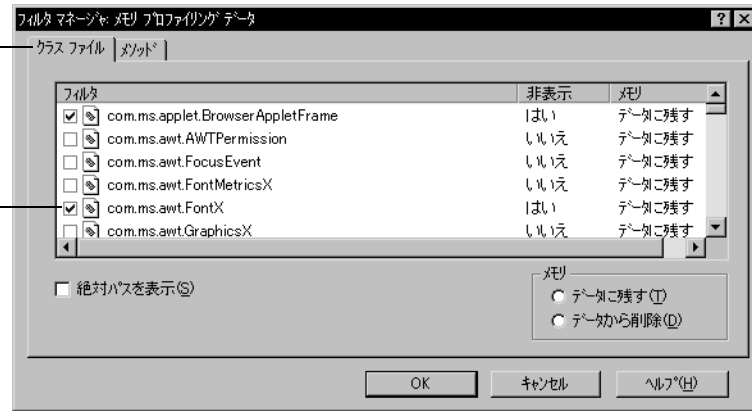 フィルタ マネージャ: メモリ プロファイリング データ
クラス ファイル メソッド
フィルタ 非表示 メモリ
com.ms.applet.BrowserAppletFrame はい データに残す
com.ms.awt.AWTPermission いいえ データに残す
com.ms.awt.FocusEvent いいえ データに残す
com.ms.awt.FontMetricsX いいえ データに残す
com.ms.awt.FontX はい データに残す
com.ms.awt.GraphicsX いいえ データに残す
絶対パスを表示(S)
メモリ
データに残す(T)
データから削除(D)
OK キャンセル ヘルプ(H)